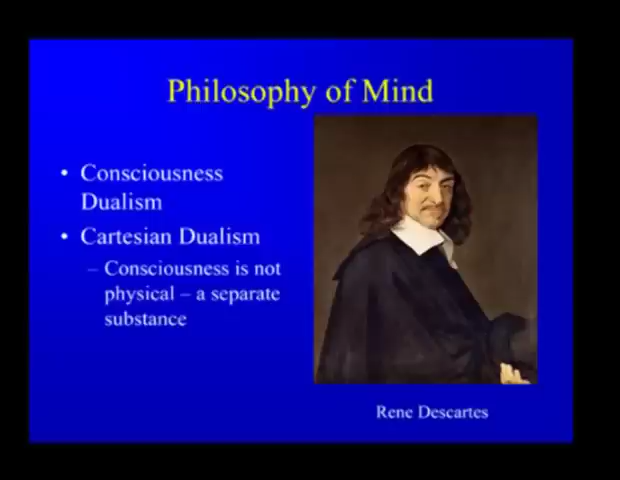 Philosophy of Mind
• Consciousness
Dualism
• Cartesian Dualism
– Consciousness is not
physical – a separate
substance
Rene Descartes